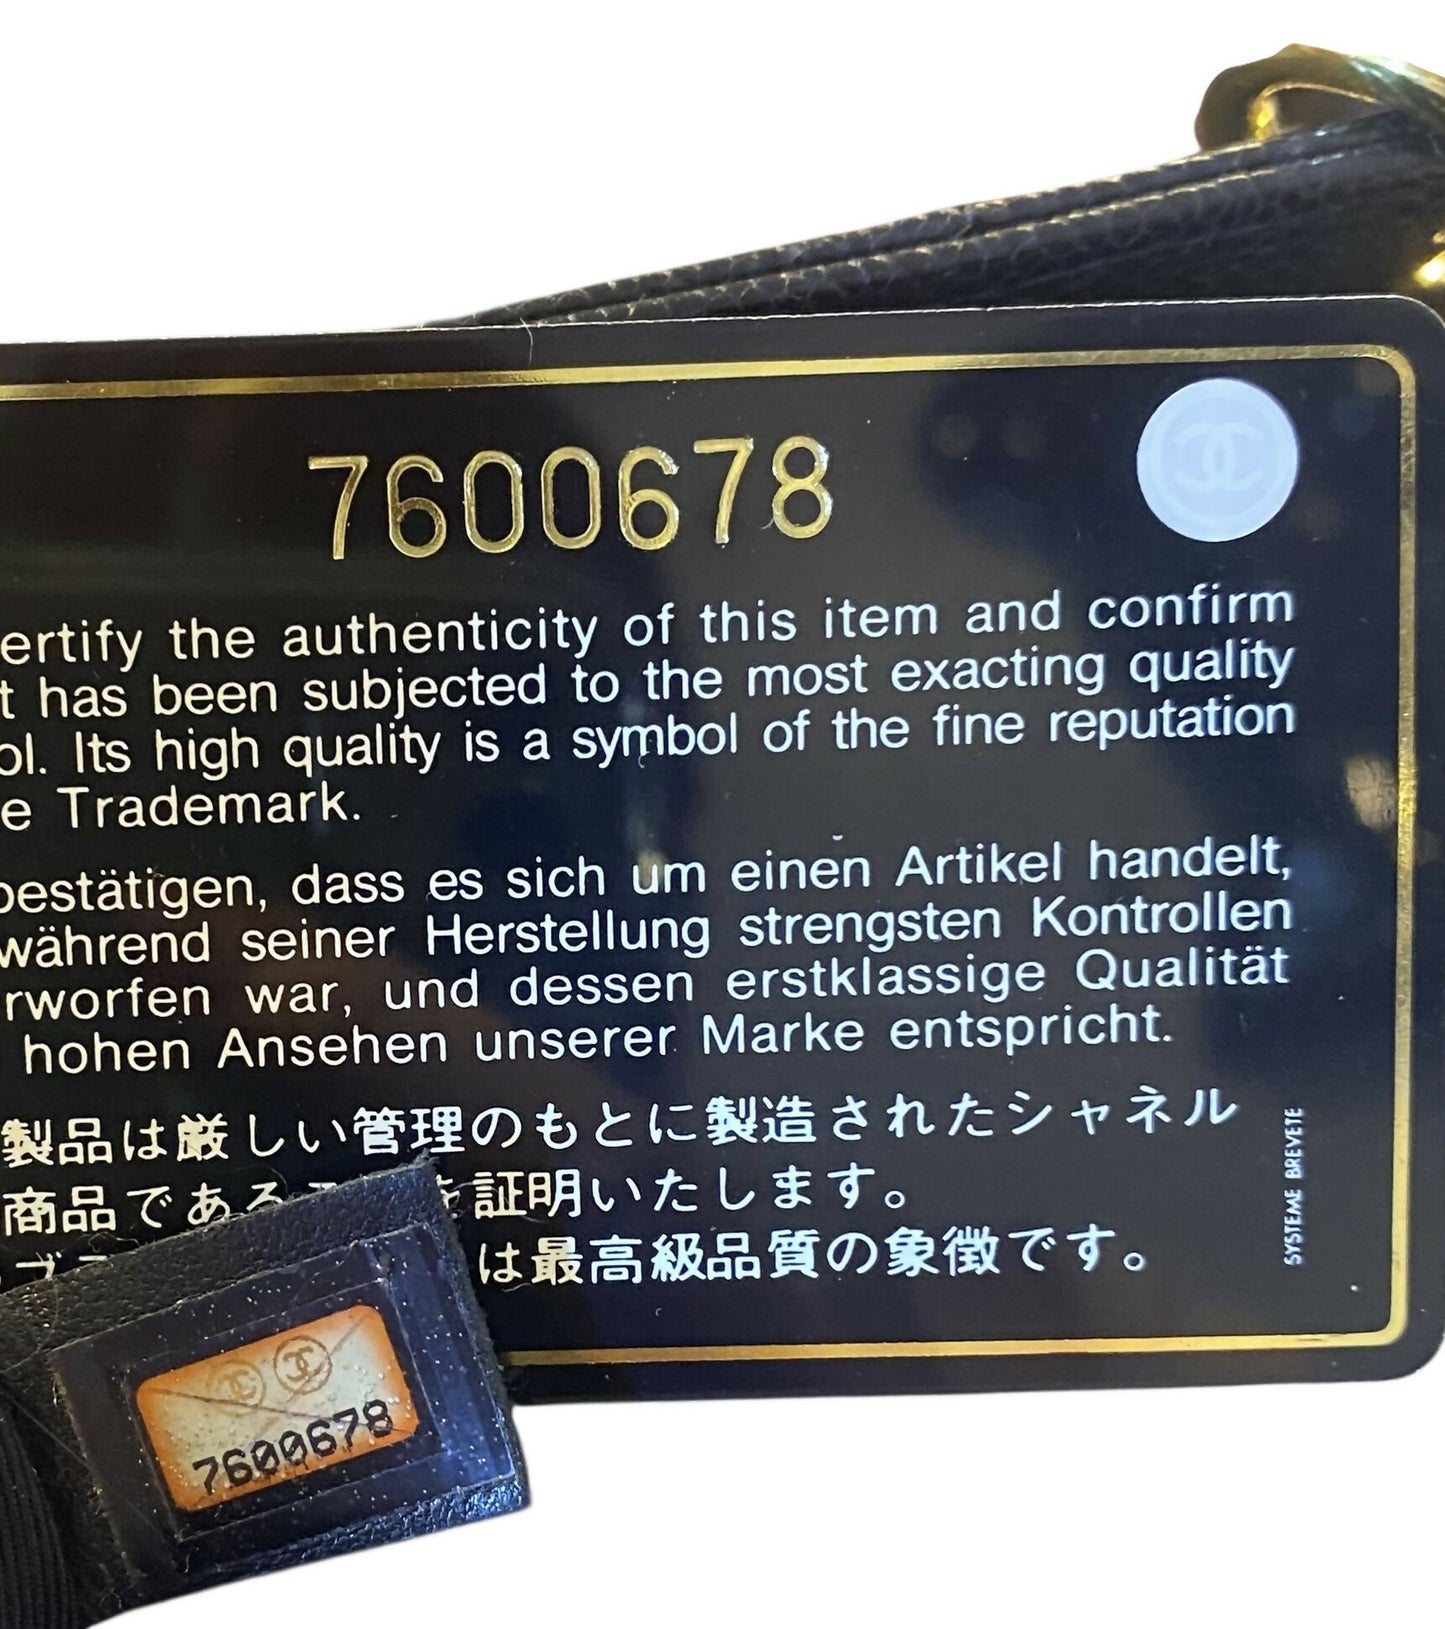 7600678
ertify the authenticity of this item and confirm
t has been subjected to the most exacting quality
ol. Its high quality is a symbol of the fine reputation
e Trademark.
bestätigen, dass es sich um einen Artikel handelt,
während seiner Herstellung strengsten Kontrollen
rworfen war, und dessen erstklassige Qualität
hohen Ansehen unserer Marke entspricht.
製品は厳しい管理のもとに製造されたシャネル
商品である を証明いたします。
は最高級品質の象徴です。
SYSTEME BREVETE
7600678